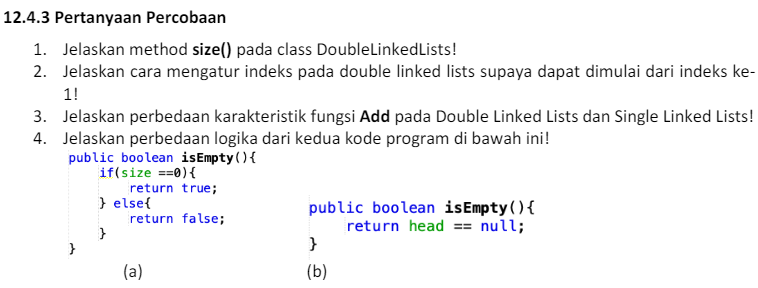 12.4.3 Pertanyaan Percobaan
1. Jelaskan method size() pada class DoubleLinkedLists!
2. Jelaskan cara mengatur indeks pada double linked lists supaya dapat dimulai dari indeks ke-
1!
3. Jelaskan perbedaan karakteristik fungsi Add pada Double Linked Lists dan Single Linked Lists!
4. Jelaskan perbedaan logika dari kedua kode program di bawah ini!
public boolean isEmpty(){
if(size ==0){
return true;
} else{
return false;
}
}
(a)
public boolean isEmpty(){
return head == null;
}
(b)